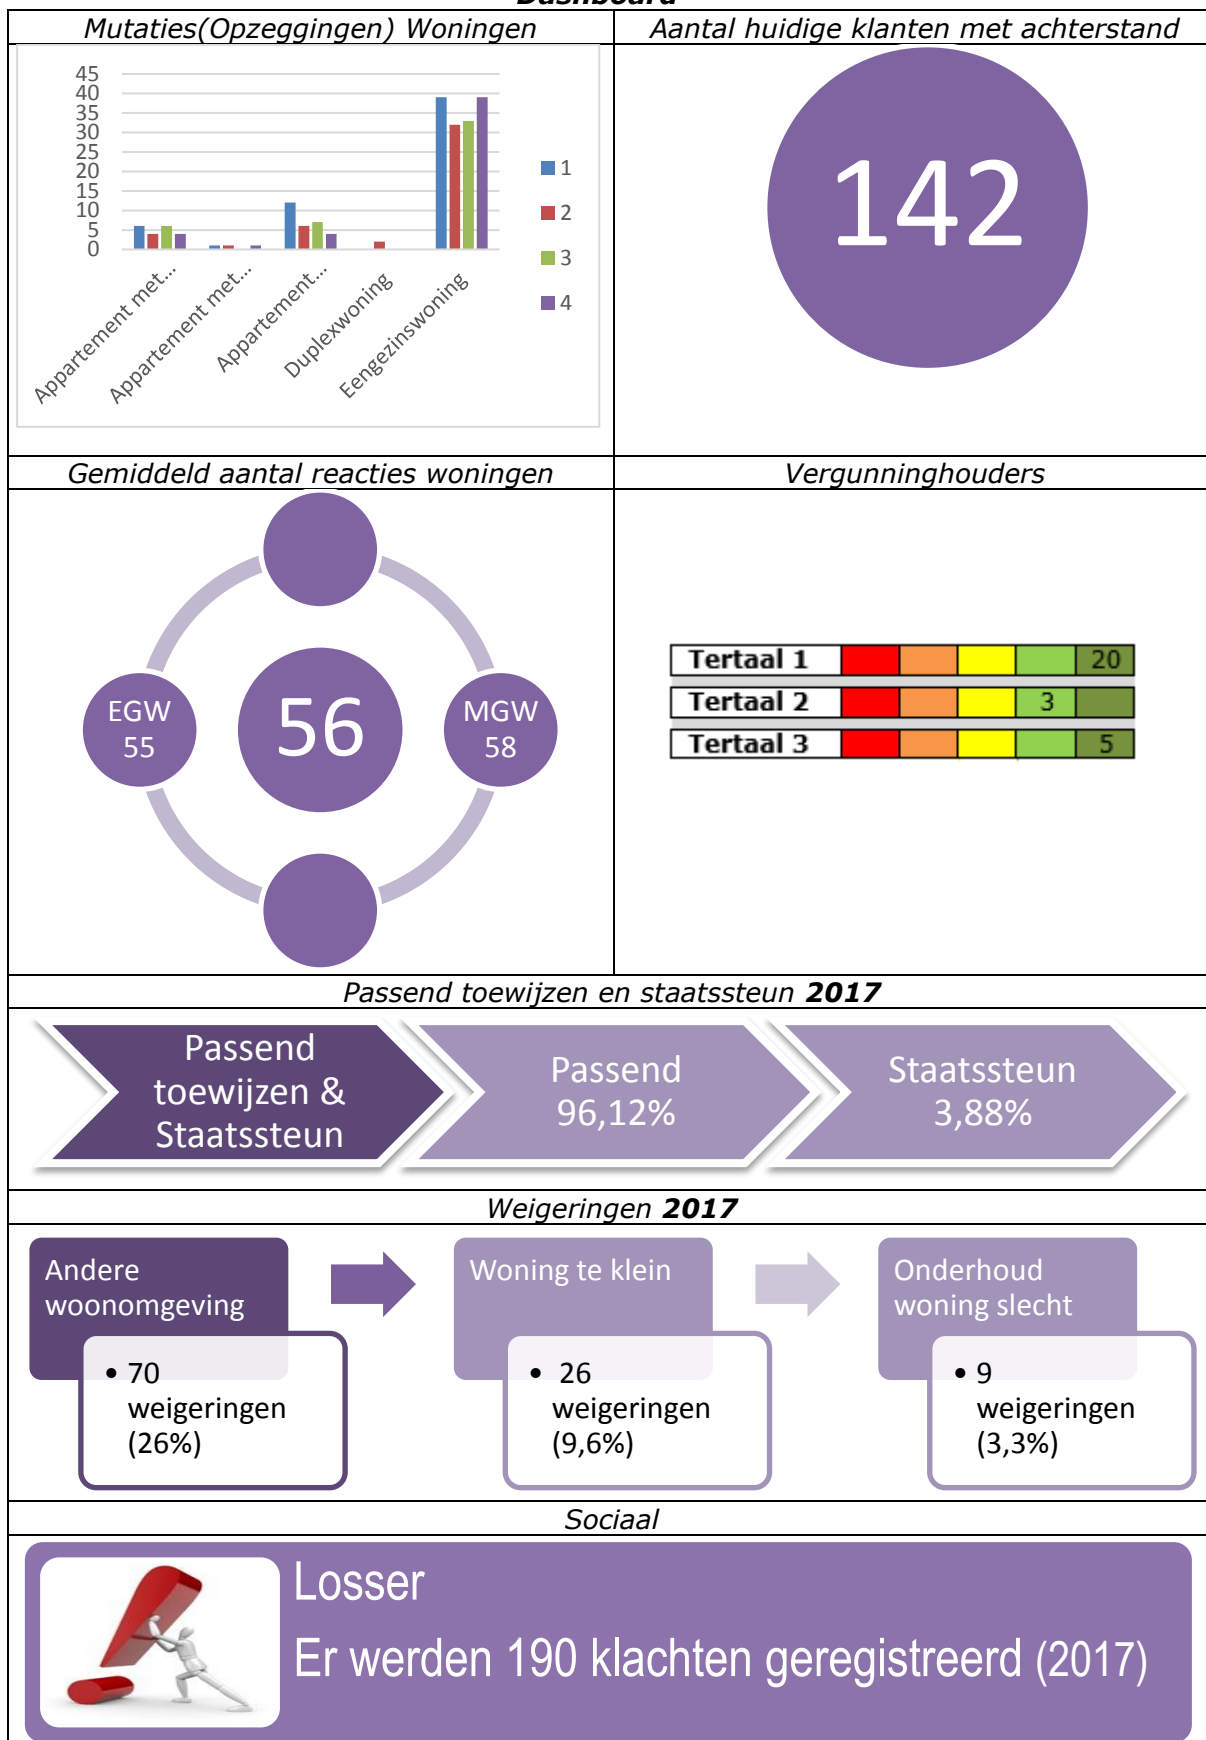 Dashboard
Mutaties(Opzeggingen) Woningen
45
40
35
30
25
20
15
10
5
0
1
2
3
4
Appartement met...
Appartement met...
Appartement...
Duplexwoning
Eengezinswoning
Aantal huidige klanten met achterstand
142
Gemiddeld aantal reacties woningen
EGW
55
56
MGW
58
Vergunninghouders
Tertaal 1 20
Tertaal 2 3
Tertaal 3 5
Passend toewijzen en staatssteun 2017
Passend
toewijzen &
Staatssteun
Passend
96,12%
Staatssteun
3,88%
Weigeringen 2017
Andere
woonomgeving
• 70
weigeringen
(26%)
Woning te klein
• 26
weigeringen
(9,6%)
Onderhoud
woning slecht
• 9
weigeringen
(3,3%)
Sociaal
Losser
Er werden 190 klachten geregistreerd (2017)